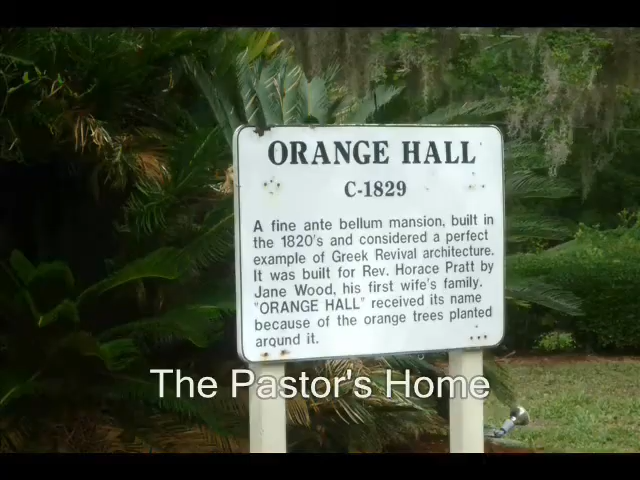 ORANGE HALL
C-1829
A fine ante bellum mansion, built in
the 1820's and considered a perfect
example of Greek Revival architecture.
It was built for Rev. Horace Pratt by
Jane Wood, his first wife's family.
"ORANGE HALL" received its name
because of the orange trees planted
around it.
The Pastor's Home